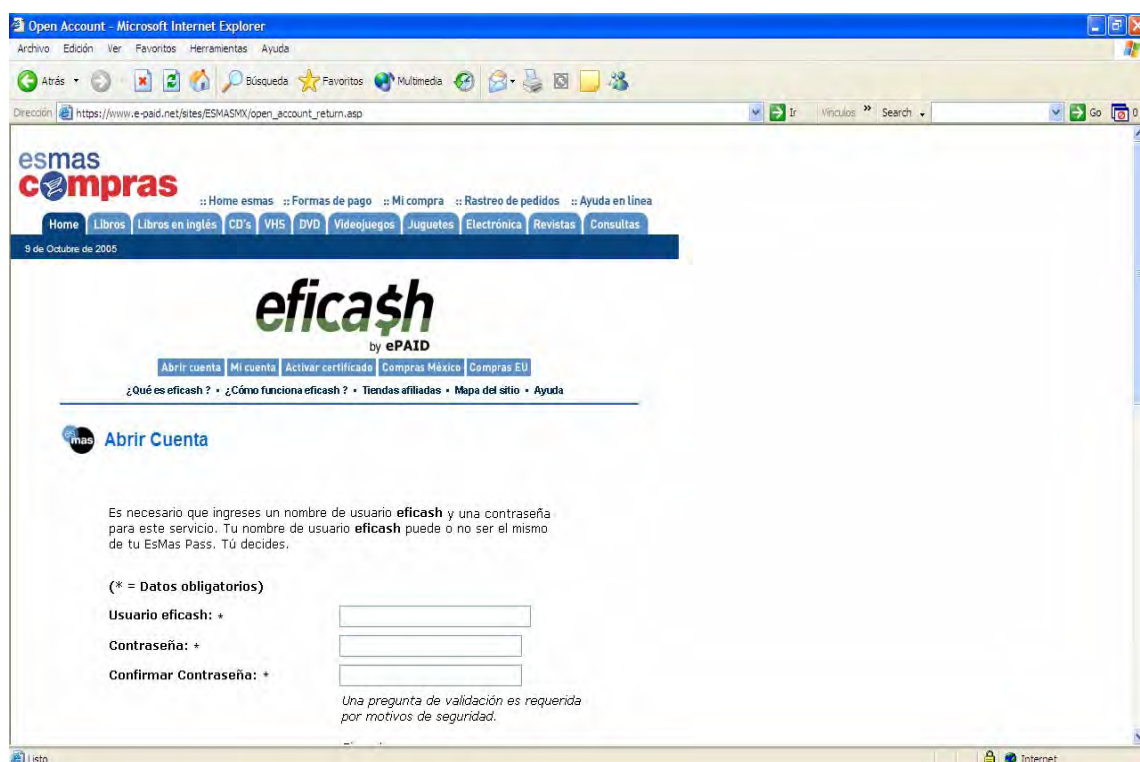 Open Account - Microsoft Internet Explorer
Archivo Edición Ver Favoritos Herramientas Ayuda
Atrás Búsqueda Favoritos Multimedia
Dirección https://www.e-paid.net/sites/ESMASMX/open_account_return.asp Ir Vínculos » Search Go 0
esmas
compras
:: Home esmas :: Formas de pago :: Mi compra :: Rastreo de pedidos :: Ayuda en línea
Home Libros Libros en inglés CD's VHS DVD Videojuegos Juguetes Electrónica Revistas Consultas
9 de Octubre de 2005
efica$h
by ePAID
Abrir cuenta Mi cuenta Activar certificado Compras México Compras EU
¿Qué es eficash ? • ¿Cómo funciona eficash ? • Tiendas afiliadas • Mapa del sitio • Ayuda
mas Abrir Cuenta
Es necesario que ingreses un nombre de usuario eficash y una contraseña
para este servicio. Tu nombre de usuario eficash puede o no ser el mismo
de tu EsMas Pass. Tú decides.
(* = Datos obligatorios)
Usuario eficash: *
Contraseña: *
Confirmar Contraseña: *
Una pregunta de validación es requerida
por motivos de seguridad.
Listo Internet